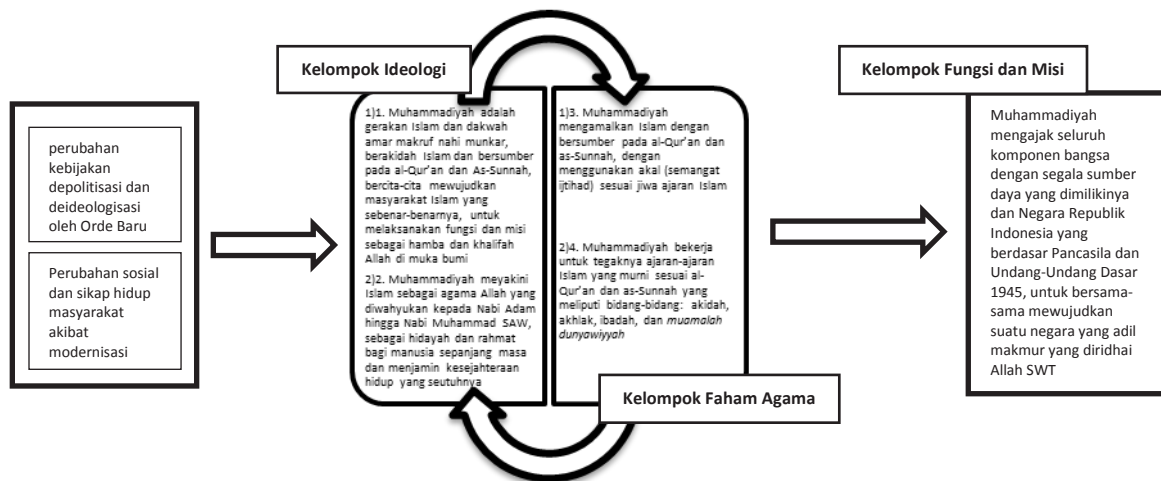 perubahan
kebijakan
depolitisasi dan
deideologisasi
oleh Orde Baru
Perubahan sosial
dan sikap hidup
masyarakat
akibat
modernisasi
Kelompok Ideologi
1)1. Muhammadiyah adalah
gerakan Islam dan dakwah
amar makruf nahi munkar,
berakidah Islam dan bersumber
pada al-Qur’an dan As-Sunnah,
bercita-cita mewujudkan
masyarakat Islam yang
sebenar-benarnya, untuk
melaksanakan fungsi dan misi
sebagai hamba dan khalifah
Allah di muka bumi
2)2. Muhammadiyah meyakini
Islam sebagai agama Allah yang
diwahyukan kepada Nabi Adam
hingga Nabi Muhammad SAW,
sebagai hidayah dan rahmat
bagi manusia sepanjang masa
dan menjamin kesejahteraan
hidup yang seutuhnya
1)3. Muhammadiyah
mengamalkan Islam dengan
bersumber pada al-Qur’an dan
as-Sunnah, dengan
menggunakan akal (semangat
ijtihad) sesuai jiwa ajaran Islam
2)4. Muhammadiyah bekerja
untuk tegaknya ajaran-ajaran
Islam yang murni sesuai al-
Qur’an dan as-Sunnah yang
meliputi bidang-bidang: akidah,
akhlak, ibadah, dan muamalah
dunyawiyyah
Kelompok Faham Agama
Kelompok Fungsi dan Misi
Muhammadiyah
mengajak seluruh
komponen bangsa
dengan segala sumber
daya yang dimilikinya
dan Negara Republik
Indonesia yang
berdasar Pancasila dan
Undang-Undang Dasar
1945, untuk bersama-
sama mewujudkan
suatu negara yang adil
makmur yang diridhai
Allah SWT